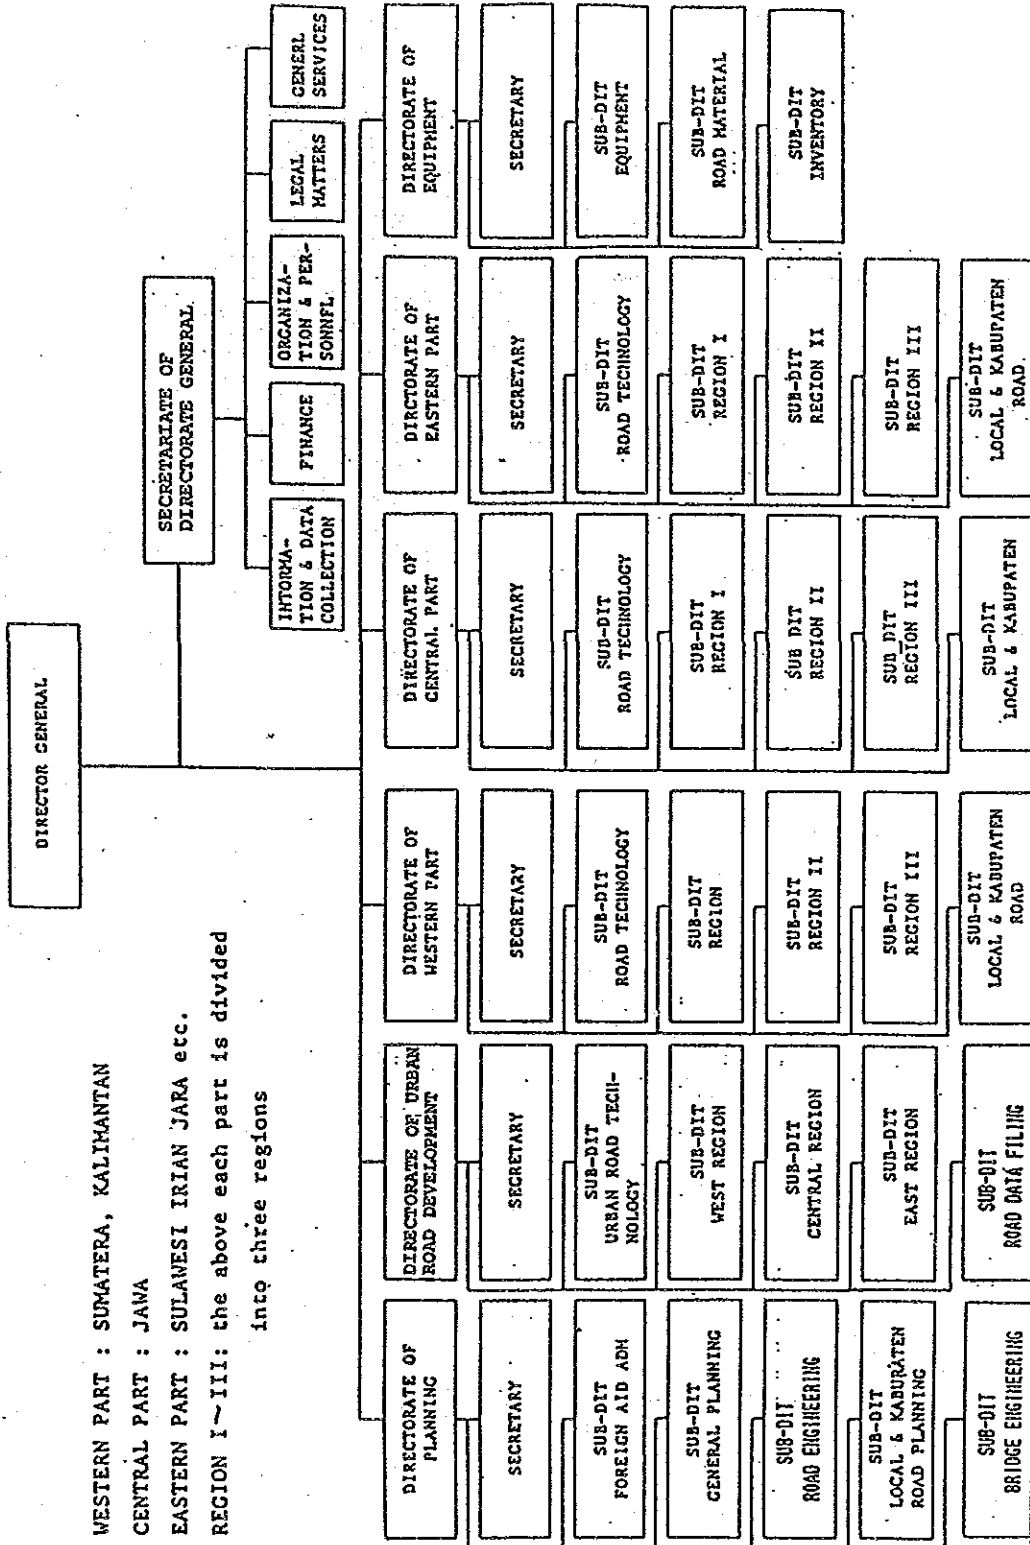 DIRECTOR GENERAL
SECRETARIATE OF
DIRECTORATE GENERAL
INTORMA-
TION & DATA
COLLECTION
FINANCE
ORGANIZA-
TION & PER-
SONNFL
LEGAL
MATTERS
GENERL
SERVICES
WESTERN PART : SUMATERA, KALIMANTAN
CENTRAL PART : JAWA
EASTERN PART : SULAWESI IRIAN JARA etc.
REGION I~III: the above each part is divided
into three regions
DIRECTORATE OF
PLANNING
SECRETARY
SUB-DIT
FOREIGN AID ADM
SUB-DIT
GENERAL PLANNING
SUB-DIT
ROAD ENGINEERING
SUB-DIT
LOCAL & KABURATEN
ROAD PLANNING
SUB-DIT
BRIDGE ENGINEERING
DIRECTORATE OF URBAN
ROAD DEVELOPMENT
SECRETARY
SUB-DIT
URBAN ROAD TECH-
NOLOGY
SUB-DIT
WEST REGION
SUB-DIT
CENTRAL REGION
SUB-DIT
EAST REGION
SUB-DIT
ROAD DATA FILING
DIRECTORATE OF
WESTERN PART
SECRETARY
SUB-DIT
ROAD TECHNOLOGY
SUB-DIT
REGION
SUB-DIT
REGION II
SUB-DIT
REGION III
SUB-DIT
LOCAL & KABUPATEN
ROAD
DIRECTORATE OF
CENTRAL PART
SECRETARY
SUB-DIT
ROAD TECHNOLOGY
SUB-DIT
REGION I
SUB DIT
REGION II
SUB_DIT
REGION III
SUB-DIT
LOCAL & KABUPATEN
DIRCTORATE OF
EASTERN PART
SECRETARY
SUB-DIT
ROAD TECHNOLOGY
SUB-DIT
REGION I
SUB-DIT
REGION II
SUB-DIT
REGION III
SUB-DIT
LOCAL & KABUPATEN
ROAD
DIRECTORATE OF
EQUIPMENT
SECRETARY
SUB-DIT
EQUIPMENT
SUB-DIT
ROAD MATERIAL
SUB-DIT
INVENTORY